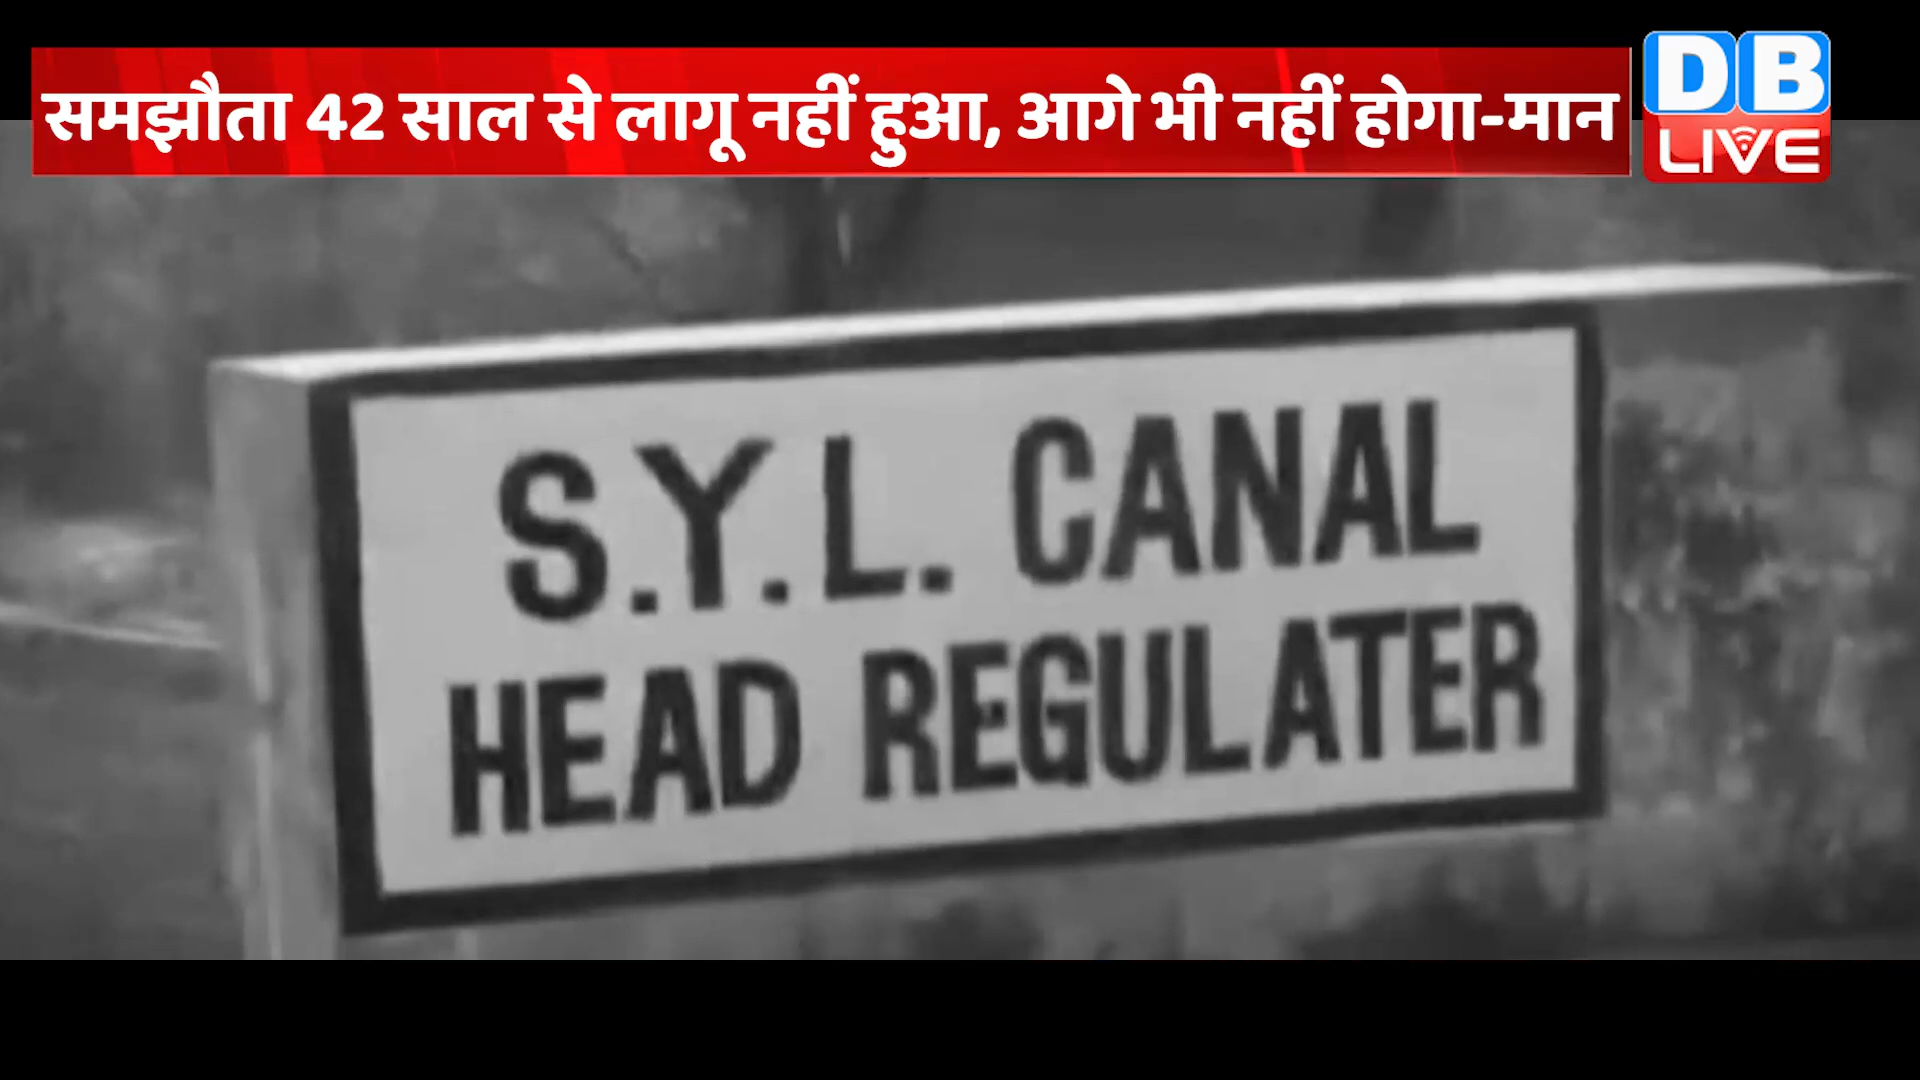 समझौता 42 साल से लागू नहीं हुआ, आगे भी नहीं होगा-मान
DB
LIVE
S.Y.L. CANAL
HEAD REGULATER